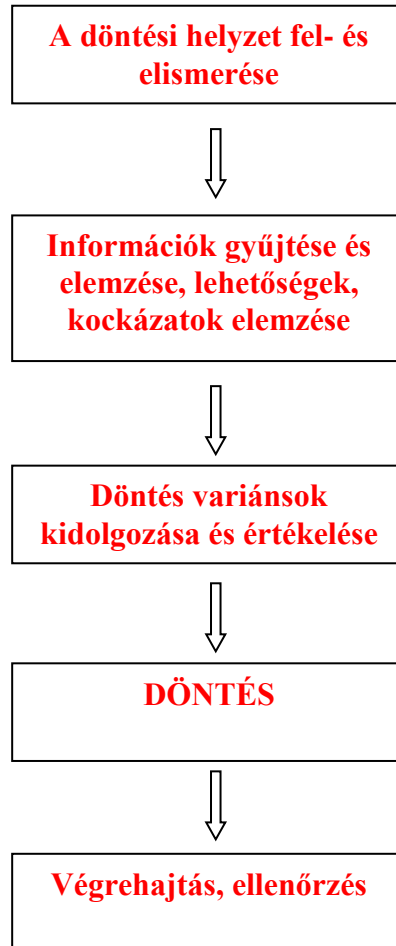 A döntési helyzet fel- és
elismerése
Információk gyűjtése és
elemzése, lehetőségek,
kockázatok elemzése
Döntés variánsok
kidolgozása és értékelése
DÖNTÉS
Végrehajtás, ellenőrzés